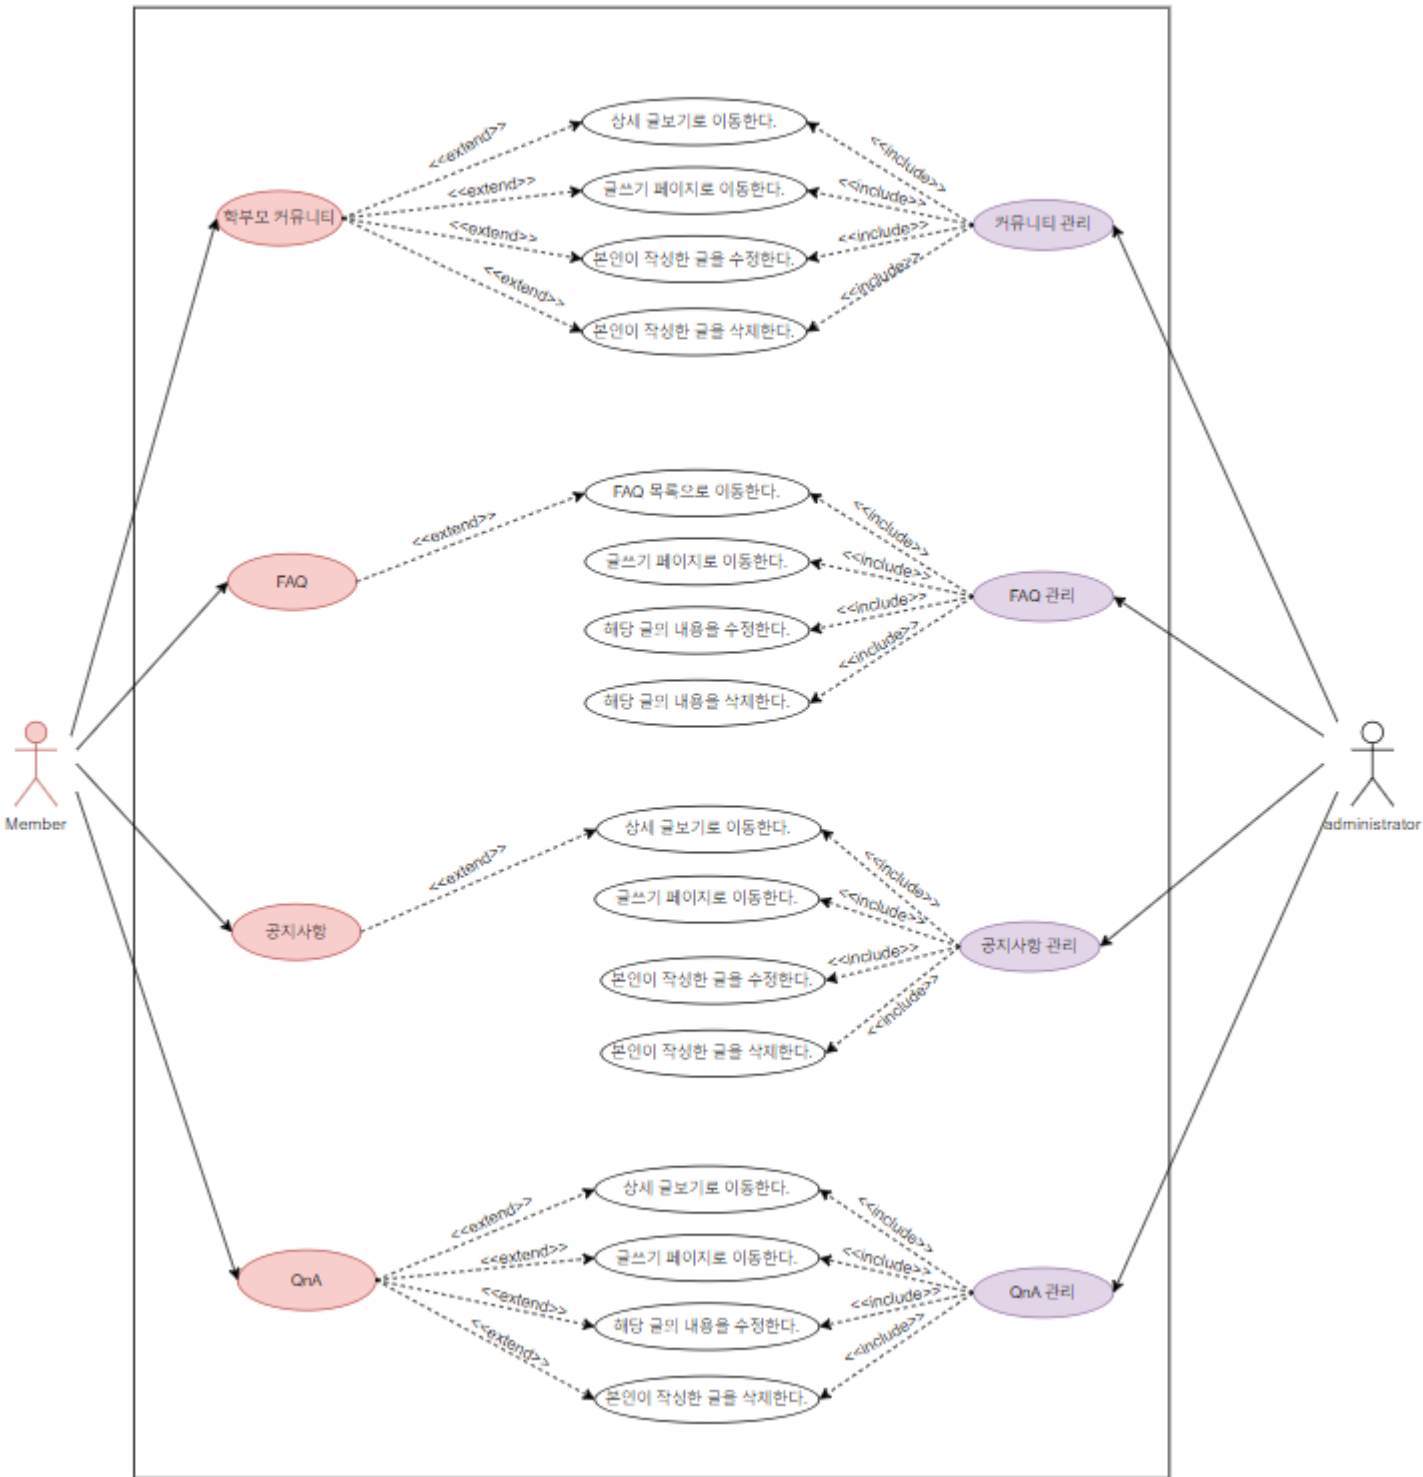 상세 글보기로 이동한다.
<<extend>>
<<include>>
글쓰기 페이지로 이동한다.
<<extend>>
<<include>>
학부모 커뮤니티
커뮤니티 관리
<<extend>>
<<include>>
본인이 작성한 글을 수정한다.
<<extend>>
<<include>>
본인이 작성한 글을 삭제한다.
FAQ 목록으로 이동한다.
<<extend>>
<<include>>
글쓰기 페이지로 이동한다.
<<include>>
FAQ
FAQ 관리
<<include>>
해당 글의 내용을 수정한다.
<<include>>
해당 글의 내용을 삭제한다.
Member
administrator
상세 글보기로 이동한다.
<<extend>>
<<include>>
글쓰기 페이지로 이동한다.
<<include>>
공지사항
공지사항 관리
<<include>>
본인이 작성한 글을 수정한다.
<<include>>
본인이 작성한 글을 삭제한다.
상세 글보기로 이동한다.
<<extend>>
<<include>>
글쓰기 페이지로 이동한다.
<<extend>>
<<include>>
QnA
QnA 관리
<<extend>>
<<include>>
해당 글의 내용을 수정한다.
<<extend>>
<<include>>
본인이 작성한 글을 삭제한다.